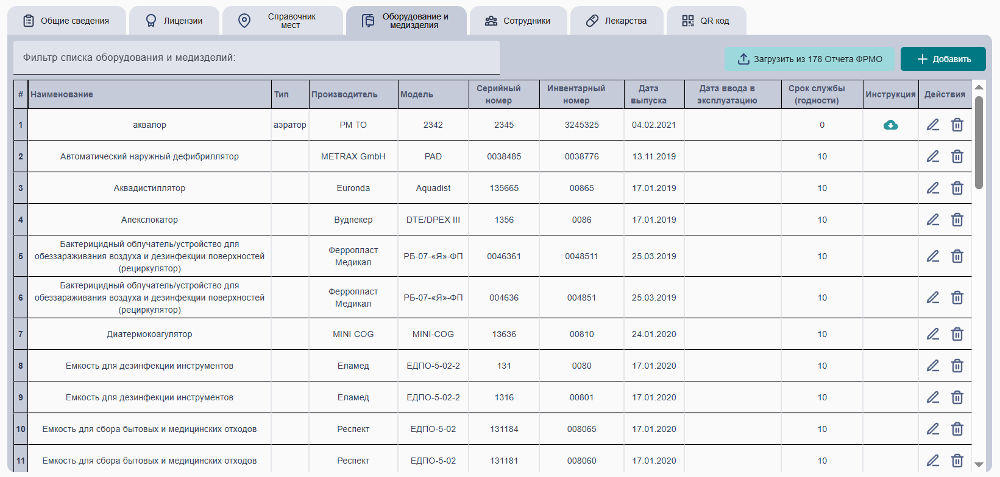 Общие сведения
Лицензии
Справочник
мест
Оборудование и
медизделия
Сотрудники
Лекарства
QR код
Фильтр списка оборудования и медизделий:
Загрузить из 178 Отчета ФРМО
Добавить
# Наименование Тип Производитель Модель Серийный номер Инвентарный номер Дата выпуска Дата ввода в эксплуатацию Срок службы (годности) Инструкция Действия
1 аквалор аэратор РМ ТО 2342 2345 3245325 04.02.2021 0
2 Автоматический наружный дефибриллятор METRAX GmbH PAD 0038485 0038776 13.11.2019 10
3 Аквадистиллятор Euronda Aquadist 135665 00865 17.01.2019 10
4 Апекслокатор Вудпекер DTE/DPEX III 1356 0086 17.01.2019 10
5 Бактерицидный облучатель/устройство для
обеззараживания воздуха и дезинфекции поверхностей
(рециркулятор) Ферропласт Медикал РБ-07-«Я»-ФП 0046361 0048511 25.03.2019 10
6 Бактерицидный облучатель/устройство для
обеззараживания воздуха и дезинфекции поверхностей
(рециркулятор) Ферропласт Медикал РБ-07-«Я»-ФП 004636 004851 25.03.2019 10
7 Диатермокоагулятор MINI COG MINI-COG 13636 00810 24.01.2020 10
8 Емкость для дезинфекции инструментов Еламед ЕДПО-5-02-2 131 0080 17.01.2020 10
9 Емкость для дезинфекции инструментов Еламед ЕДПО-5-02-2 1316 00801 17.01.2020 10
10 Емкость для сбора бытовых и медицинских отходов Респект ЕДПО-5-02 131184 008065 17.01.2020 10
11 Емкость для сбора бытовых и медицинских отходов Респект ЕДПО-5-02 131181 008060 17.01.2020 10